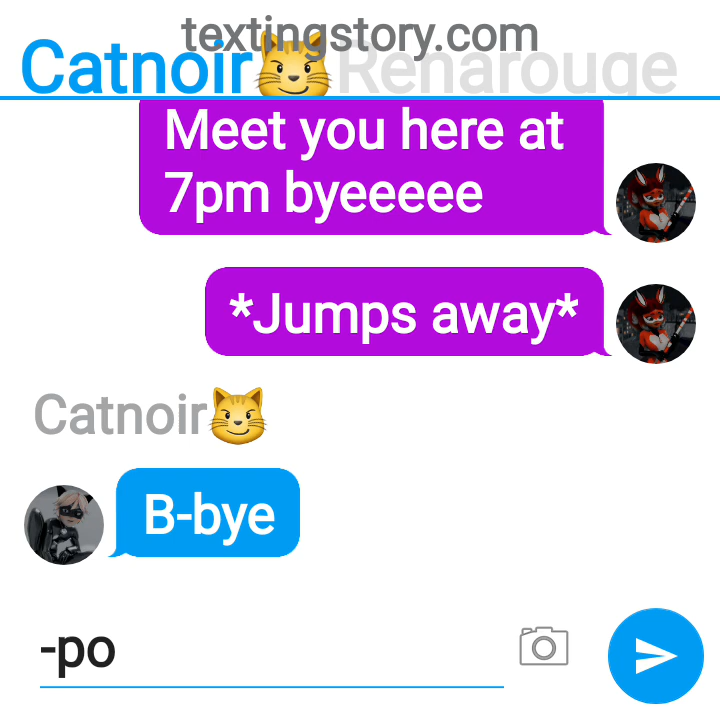 textingstory.com
Catnoir😼 Renarouge
Meet you here at
7pm byeeeee
*Jumps away*
Catnoir😼
B-bye
-po